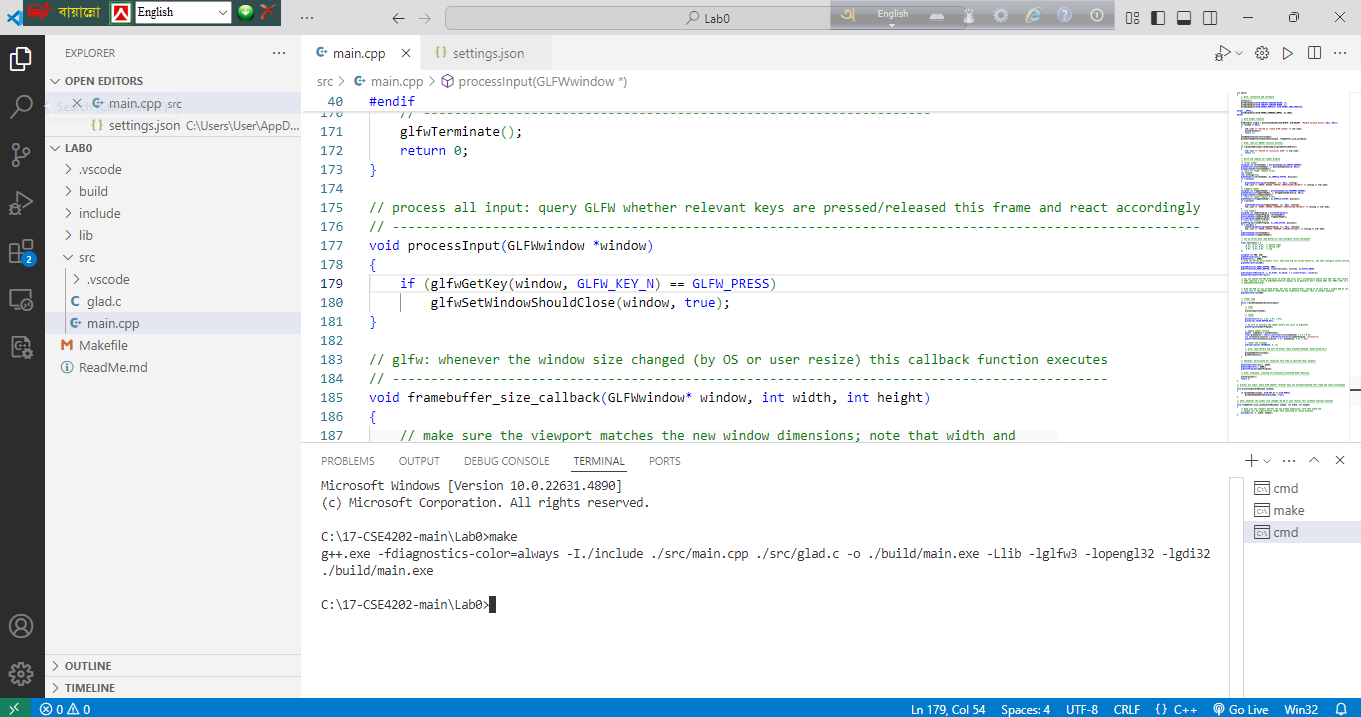 বায়ান্নো
English
Lab0
English
EXPLORER
main.cpp
settings.json
src
main.cpp
processInput(GLFWwindow *)
OPEN EDITORS
main.cpp src
settings.json C:\Users\User\AppD...
LAB0
.vscode
build
include
lib
src
.vscode
glad.c
main.cpp
Makefile
ReadMe.md
OUTLINE
TIMELINE
2
40 #endif
170 // ----------------------------------------------------------------------
171 glfwTerminate();
172 return 0;
173 }
174
175 // process all input: query GLFW whether relevant keys are pressed/released this frame and react accordingly
176 // ---------------------------------------------------------------------------------------------------------
177 void processInput(GLFWwindow *window)
178 {
179 if (glfwGetKey(window, GLFW_KEY_N) == GLFW_PRESS)
180 glfwSetWindowShouldClose(window, true);
181 }
182
183 // glfw: whenever the window size changed (by OS or user resize) this callback function executes
184 // ---------------------------------------------------------------------------------------------
185 void framebuffer_size_callback(GLFWwindow* window, int width, int height)
186 {
187 // make sure the viewport matches the new window dimensions; note that width and
PROBLEMS OUTPUT DEBUG CONSOLE TERMINAL PORTS
Microsoft Windows [Version 10.0.22631.4890]
(c) Microsoft Corporation. All rights reserved.
C:\17-CSE4202-main\Lab0>make
g++.exe -fdiagnostics-color=always -I./include ./src/main.cpp ./src/glad.c -o ./build/main.exe -Llib -lglfw3 -lopengl32 -lgdi32
./build/main.exe
C:\17-CSE4202-main\Lab0>
cmd
make
cmd
0 0
Ln 179, Col 54 Spaces: 4 UTF-8 CRLF {} C++ Go Live Win32